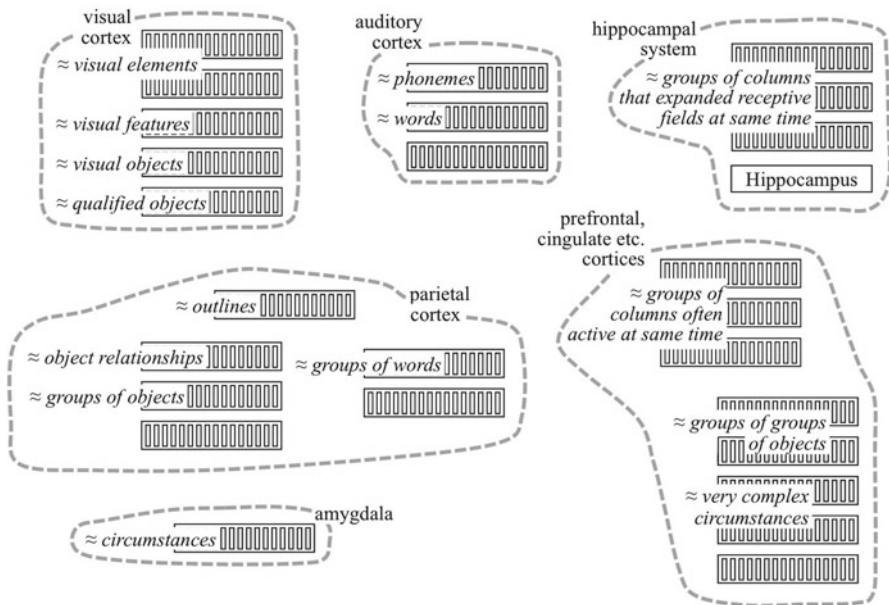 visual
cortex
≈ visual elements
≈ visual features
≈ visual objects
≈ qualified objects
auditory
cortex
≈ phonemes
≈ words
hippocampal
system
≈ groups of columns
that expanded receptive
fields at same time
Hippocampus
parietal
cortex
≈ outlines
≈ object relationships
≈ groups of objects
≈ groups of words
prefrontal,
cingulate etc.
cortices
≈ groups of
columns often
active at same time
≈ groups of groups
of objects
≈ very complex
circumstances
amygdala
≈ circumstances